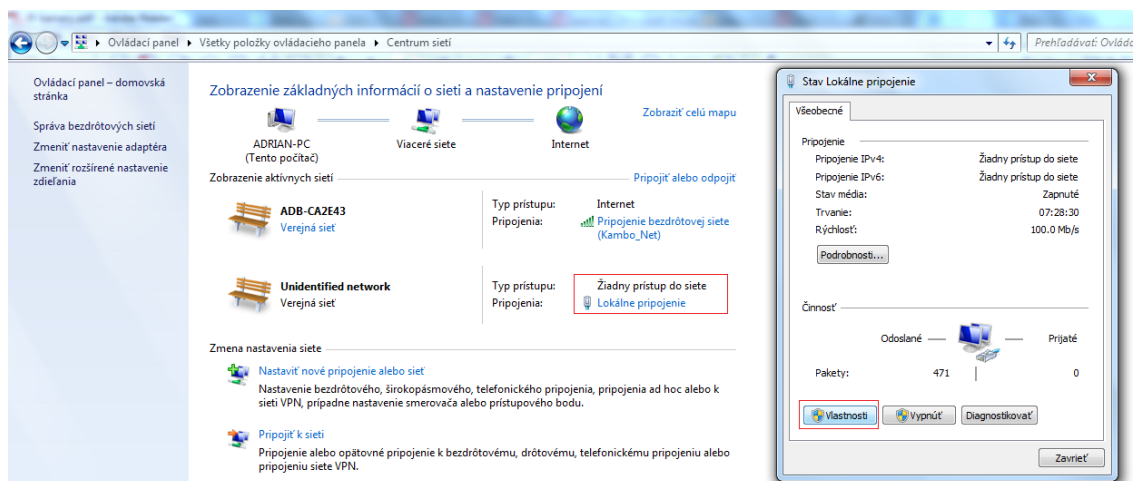 Ovládací panel ▸ Všetky položky ovládacieho panela ▸ Centrum sietí
Prehľadávať: Ovláda
Ovládací panel – domovská
stránka
Správa bezdrôtových sietí
Zmeniť nastavenie adaptéra
Zmeniť rozšírené nastavenie
zdieľania
Zobrazenie základných informácií o sieti a nastavenie pripojení
Zobraziť celú mapu
ADRIAN-PC
(Tento počítač)
Viaceré siete
Internet
Zobrazenie aktívnych sietí
Pripojiť alebo odpojiť
ADB-CA2E43
Verejná sieť
Typ prístupu: Internet
Pripojenia: Pripojenie bezdrôtovej siete
(Kambo_Net)
Unidentified network
Verejná sieť
Typ prístupu: Žiadny prístup do siete
Pripojenia: Lokálne pripojenie
Zmena nastavenia siete
Nastaviť nové pripojenie alebo sieť
Nastavenie bezdrôtového, širokopásmového, telefonického pripojenia, pripojenia ad hoc alebo k
sieti VPN, prípadne nastavenie smerovača alebo prístupového bodu.
Pripojiť k sieti
Pripojenie alebo opätovné pripojenie k bezdrôtovému, drôtovému, telefonickému pripojeniu alebo
pripojeniu siete VPN.
Stav Lokálne pripojenie
Všeobecné
Pripojenie
Pripojenie IPv4: Žiadny prístup do siete
Pripojenie IPv6: Žiadny prístup do siete
Stav média: Zapnuté
Trvanie: 07:28:30
Rýchlosť: 100.0 Mb/s
Podrobnosti...
Činnosť
Odoslané — Prijaté
Pakety: 471 | 0
Vlastnosti
Vypnúť
Diagnostikovať
Zavrieť